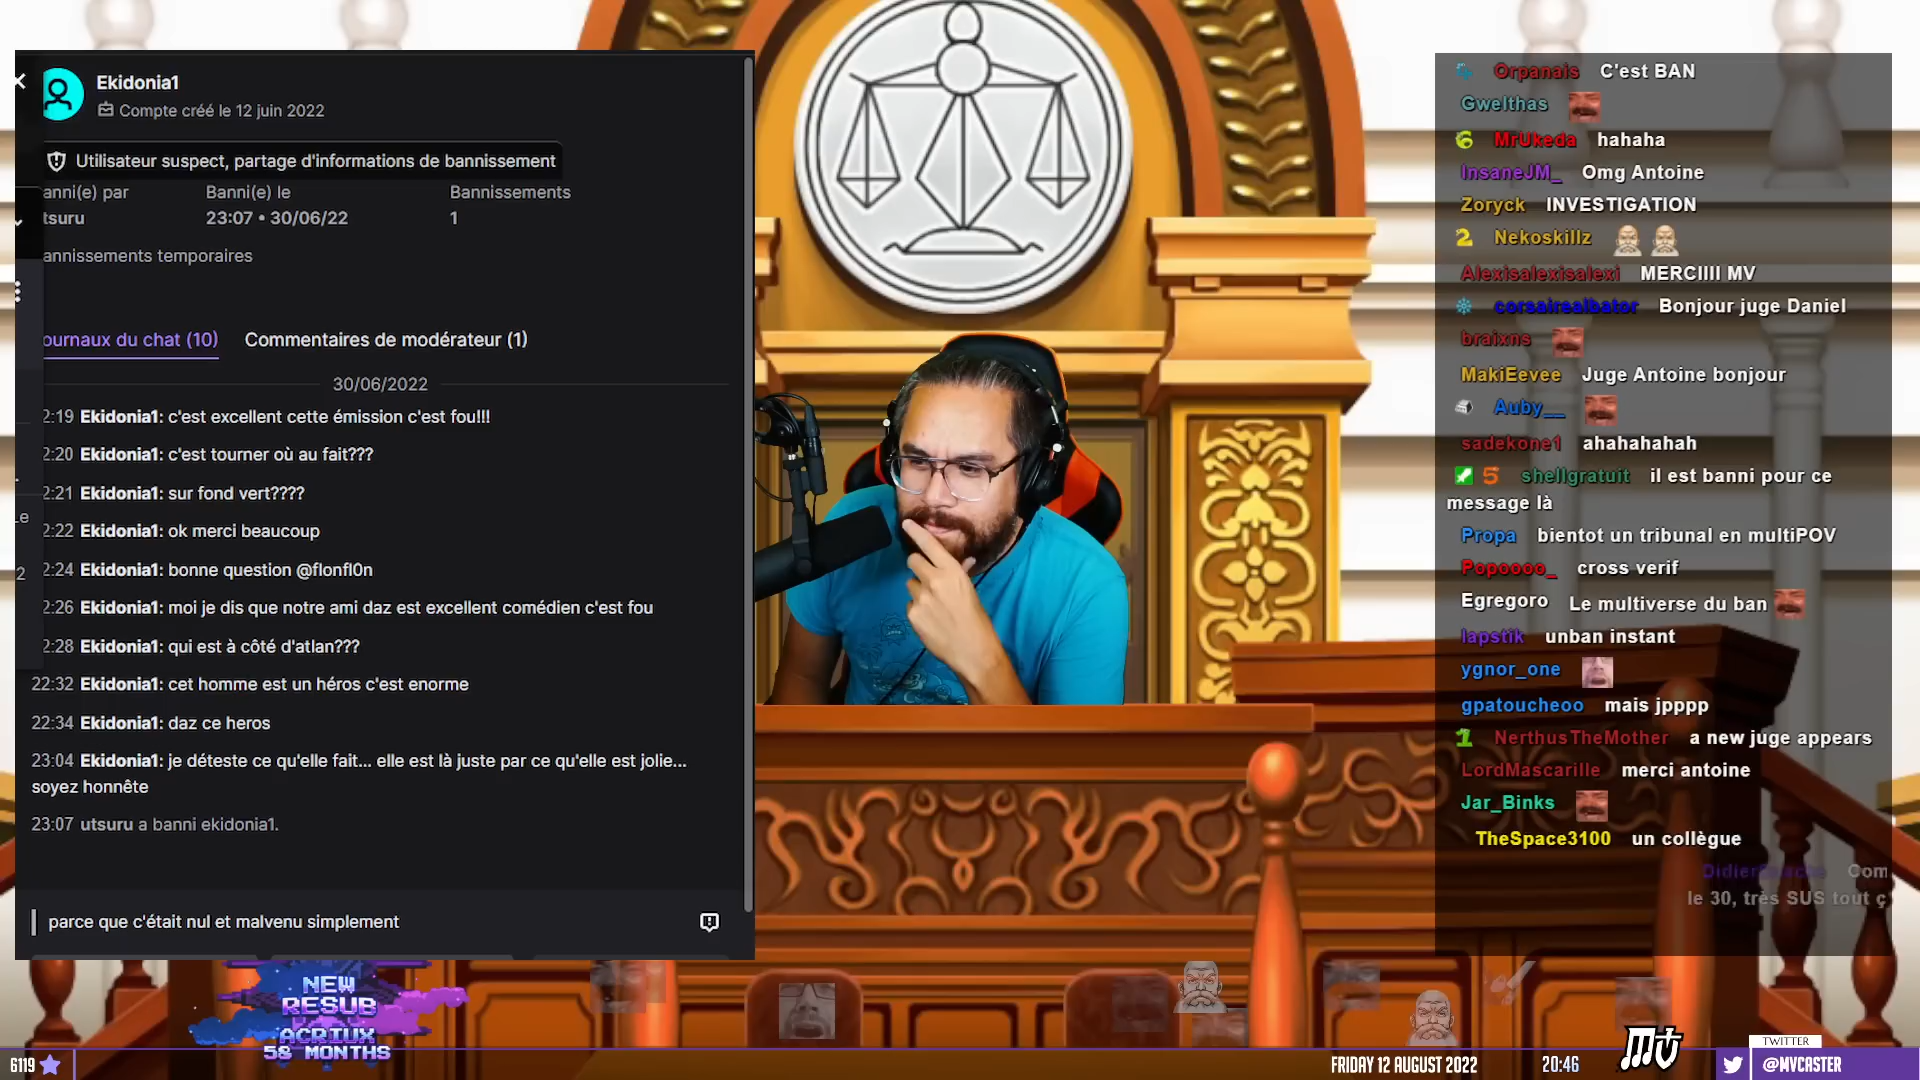 Ekidonia1
Compte créé le 12 juin 2022
Utilisateur suspect, partage d'informations de bannissement
anni(e) par
Banni(e) le
Bannissements
tsuru
23:07 • 30/06/22
1
annissements temporaires
ournaux du chat (10)
Commentaires de modérateur (1)
30/06/2022
2:19 Ekidonia1: c'est excellent cette émission c'est fou!!!
2:20 Ekidonia1: c'est tourner où au fait???
2:21 Ekidonia1: sur fond vert????
2:22 Ekidonia1: ok merci beaucoup
2:24 Ekidonia1: bonne question @flonfl0n
2:26 Ekidonia1: moi je dis que notre ami daz est excellent comédien c'est fou
2:28 Ekidonia1: qui est à côté d'atlan???
22:32 Ekidonia1: cet homme est un héros c'est enorme
22:34 Ekidonia1: daz ce heros
23:04 Ekidonia1: je déteste ce qu'elle fait... elle est là juste par ce qu'elle est jolie...
soyez honnête
23:07 utsuru a banni ekidonia1.
parce que c'était nul et malvenu simplement
Le
2
Orpanais C'est BAN
Gwelthas
6 MrUkeda hahaha
InsaneJM_ Omg Antoine
Zoryck INVESTIGATION
2 Nekoskillz
Alexisalexisalexi MERCIIII MV
corsairealbator Bonjour juge Daniel
braixns
MakiEevee Juge Antoine bonjour
Auby__
sadekone1 ahahahahah
5 shellgratuit il est banni pour ce
message là
Propa bientot un tribunal en multiPOV
Popoooo_ cross verif
Egregoro Le multiverse du ban
lapstik unban instant
ygnor_one
gpatoucheoo mais jpppp
1 NerthusTheMother a new juge appears
LordMascarille merci antoine
Jar_Binks
TheSpace3100 un collègue
Com
le 30, très SUS tout ç
NEW
RESUB
ACRIUX
58 MONTHS
6119
FRIDAY 12 AUGUST 2022
20:46
MV
TWITTER
@MVCASTER